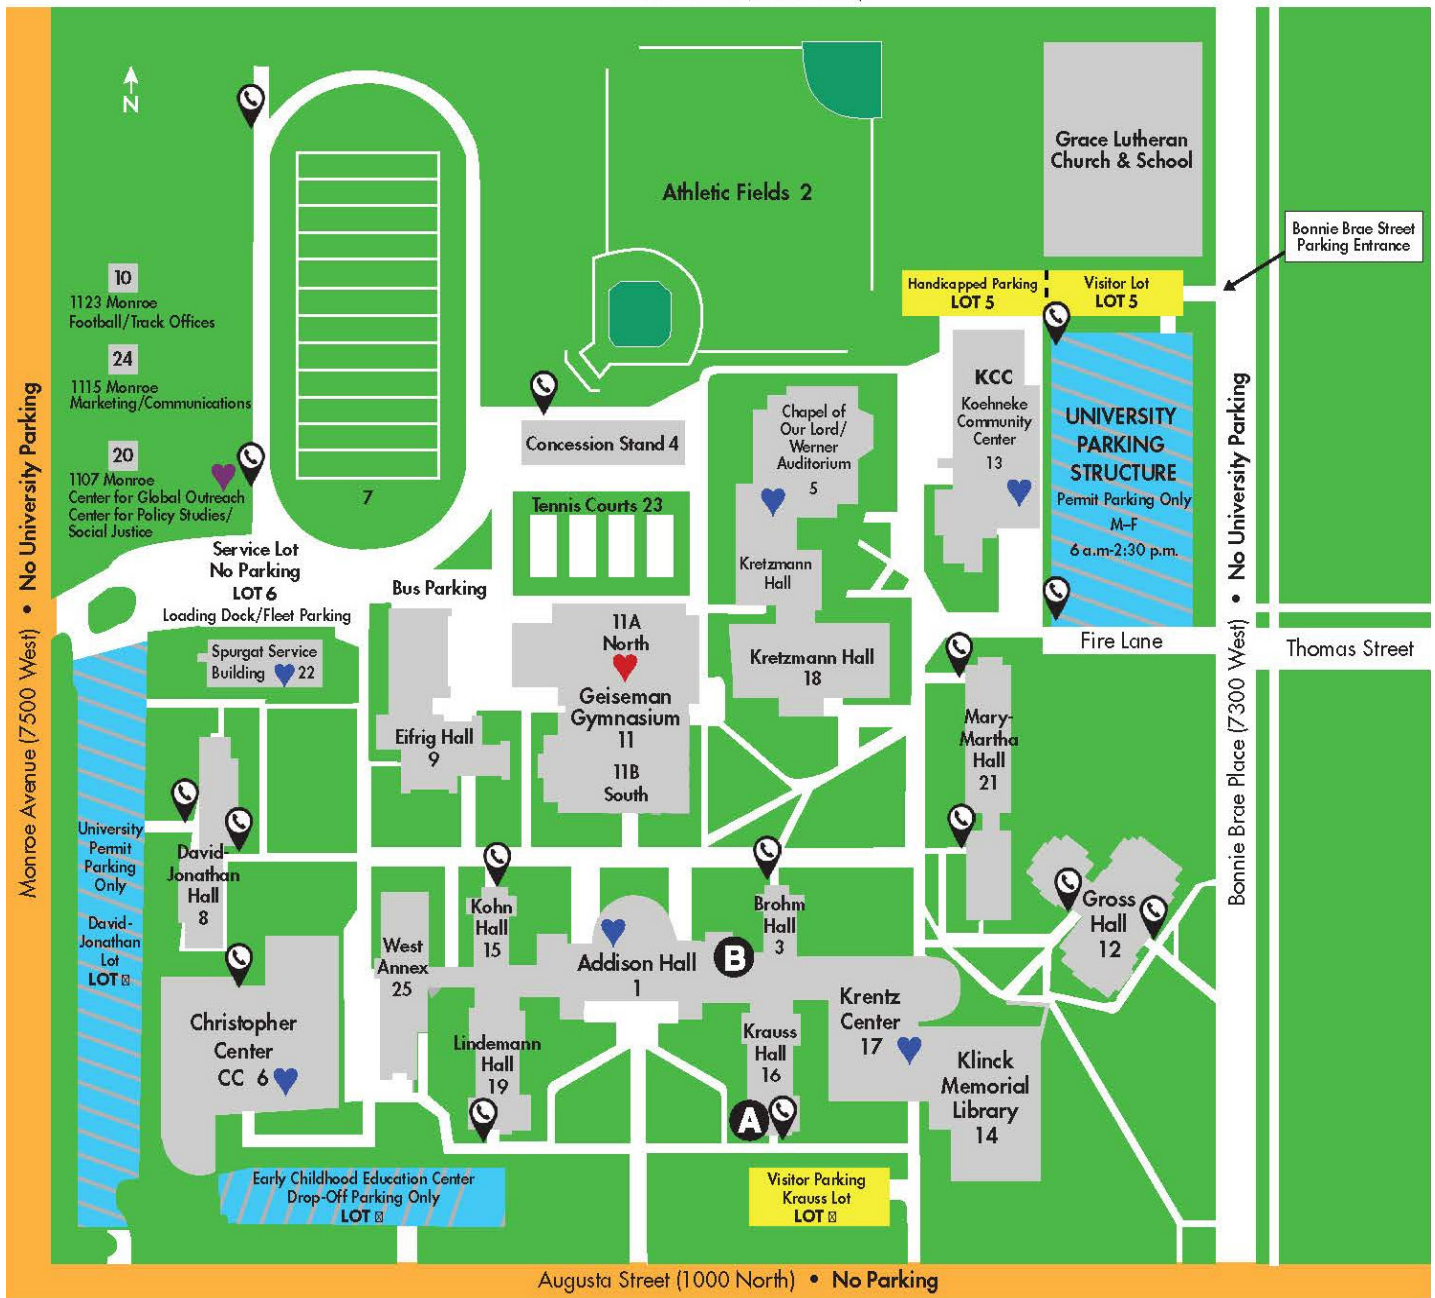 N
Grace Lutheran
Church & School
Athletic Fields 2
Bonnie Brae Street
Parking Entrance
10
1123 Monroe
Football/Track Offices
24
1115 Monroe
Marketing/Communications
20
1107 Monroe
Center for Global Outreach
Center for Policy Studies/
Social Justice
Handicapped Parking
LOT 5
Visitor Lot
LOT 5
KCC
Koehneke
Community
Center
13
UNIVERSITY
PARKING
STRUCTURE
Permit Parking Only
M–F
6 a.m-2:30 p.m.
Chapel of
Our Lord/
Werner
Auditorium
5
Concession Stand 4
7
Tennis Courts 23
Service Lot
No Parking
LOT 6
Loading Dock/Fleet Parking
Bus Parking
Kretzmann
Hall
11A
North
Geiseman
Gymnasium
11
11B
South
Kretzmann Hall
18
Fire Lane
Thomas Street
Spurgat Service
Building 22
Eifrig Hall
9
Mary-
Martha
Hall
21
University
Permit
Parking
Only
David-
Jonathan
Lot
LOT
David-
Jonathan
Hall
8
Kohn
Hall
15
Brohm
Hall
3
Gross
Hall
12
West
Annex
25
Addison Hall
1
B
Krentz
Center
17
Christopher
Center
CC 6
Lindemann
Hall
19
Krauss
Hall
16
A
Klinck
Memorial
Library
14
Early Childhood Education Center
Drop-Off Parking Only
LOT
Visitor Parking
Krauss Lot
LOT
Monroe Avenue (7500 West) • No University Parking
Bonnie Brae Place (7300 West) • No University Parking
Augusta Street (1000 North) • No Parking